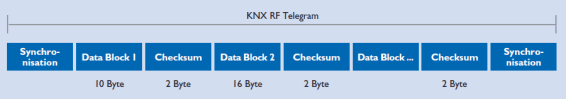 KNX RF Telegram
Synchro-
nisation
Data Block 1
Checksum
Data Block 2
Checksum
Data Block ...
Checksum
Synchro-
nisation
10 Byte
2 Byte
16 Byte
2 Byte
2 Byte